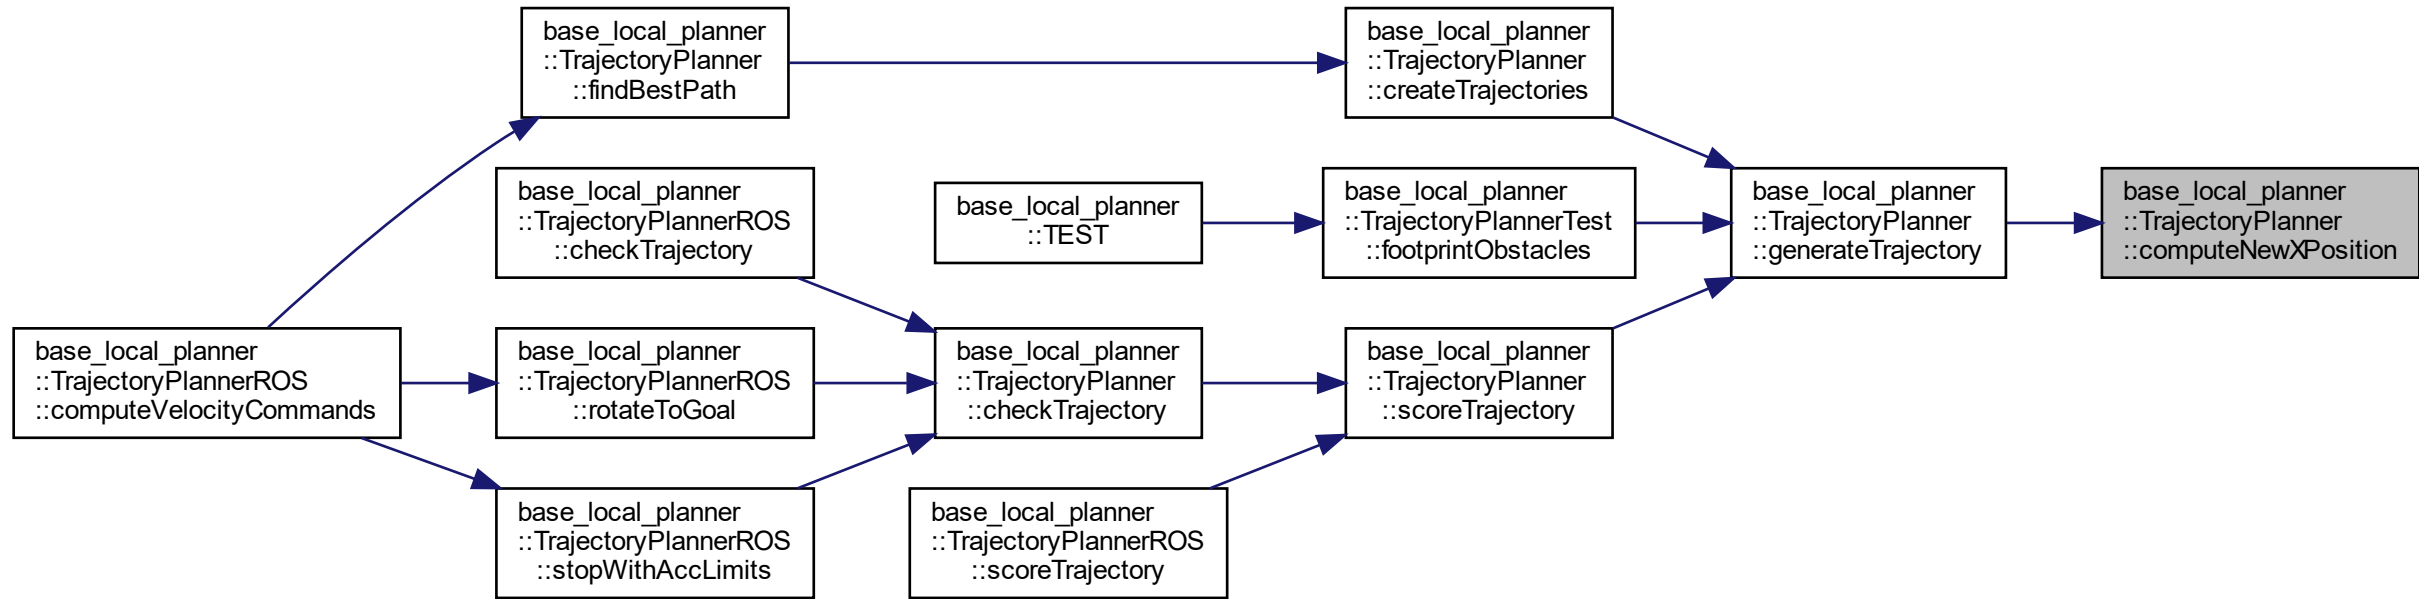 base_local_planner
::TrajectoryPlanner
::findBestPath
base_local_planner
::TrajectoryPlanner
::createTrajectories
base_local_planner
::TrajectoryPlannerROS
::checkTrajectory
base_local_planner
::TEST
base_local_planner
::TrajectoryPlannerTest
::footprintObstacles
base_local_planner
::TrajectoryPlanner
::generateTrajectory
base_local_planner
::TrajectoryPlanner
::computeNewXPosition
base_local_planner
::TrajectoryPlannerROS
::computeVelocityCommands
base_local_planner
::TrajectoryPlannerROS
::rotateToGoal
base_local_planner
::TrajectoryPlanner
::checkTrajectory
base_local_planner
::TrajectoryPlanner
::scoreTrajectory
base_local_planner
::TrajectoryPlannerROS
::stopWithAccLimits
base_local_planner
::TrajectoryPlannerROS
::scoreTrajectory